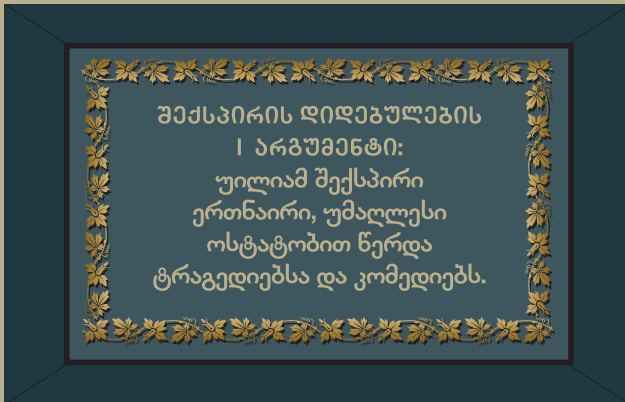 შექსპირის დიდებულების
I არგუმენტი:
უილიამ შექსპირი
ერთნაირი, უმაღლესი
ოსტატობით წერდა
ტრაგედიებსა და კომედიებს.